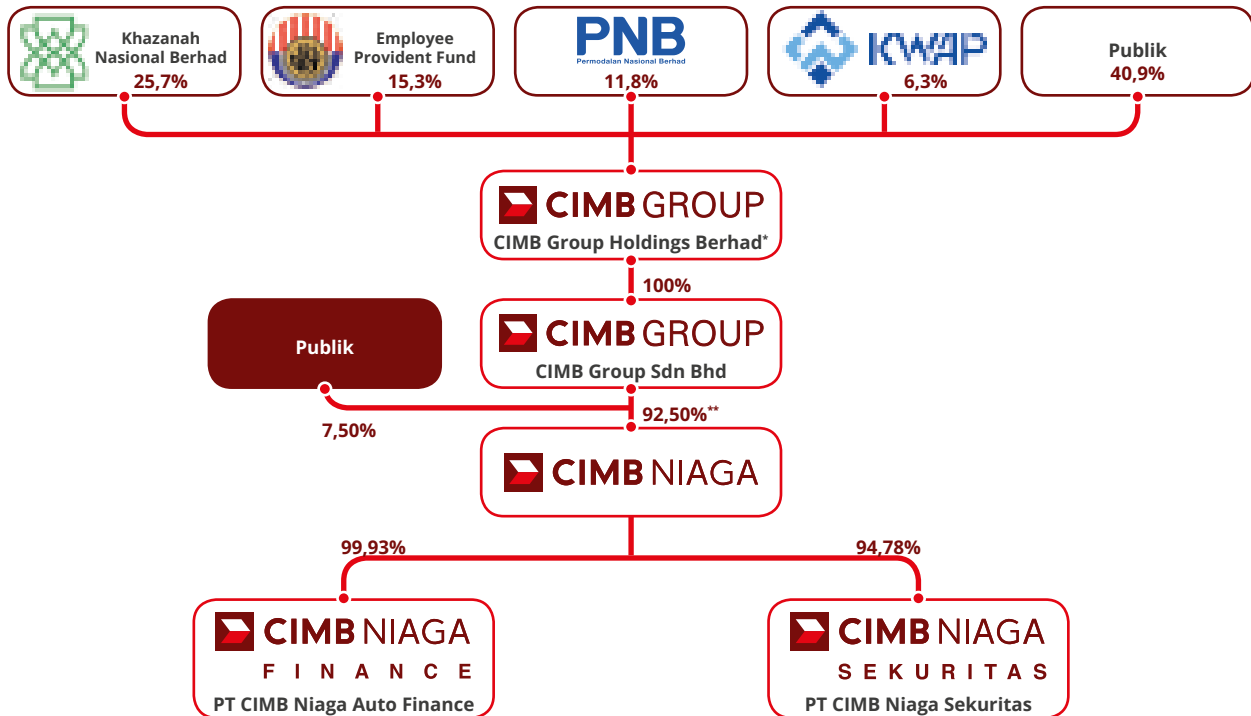 Khazanah
Nasional Berhad
25,7%
Employee
Provident Fund
15,3%
PNB
Permodalan Nasional Berhad
11,8%
KWAP
6,3%
Publik
40,9%
CIMB GROUP
CIMB Group Holdings Berhad*
100%
CIMB GROUP
CIMB Group Sdn Bhd
Publik
7,50%
92,50%**
CIMB NIAGA
99,93%
94,78%
CIMB NIAGA
FINANCE
PT CIMB Niaga Auto Finance
CIMB NIAGA
SEKURITAS
PT CIMB Niaga Sekuritas